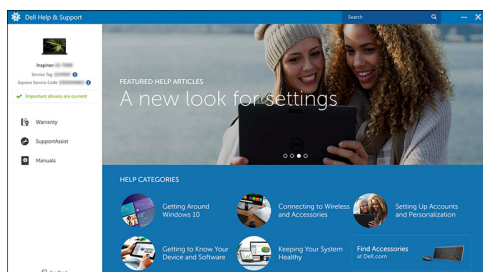 Dell Help & Support
Search
Inspiron
Service Tag
Express Service Code
Important drivers are current
Warranty
SupportAssist
Manuals
FEATURED HELP ARTICLES
A new look for settings
HELP CATEGORIES
Getting Around
Windows 10
Connecting to Wireless
and Accessories
Setting Up Accounts
and Personalization
Getting to Know Your
Device and Software
Keeping Your System
Healthy
Find Accessories
at Dell.com